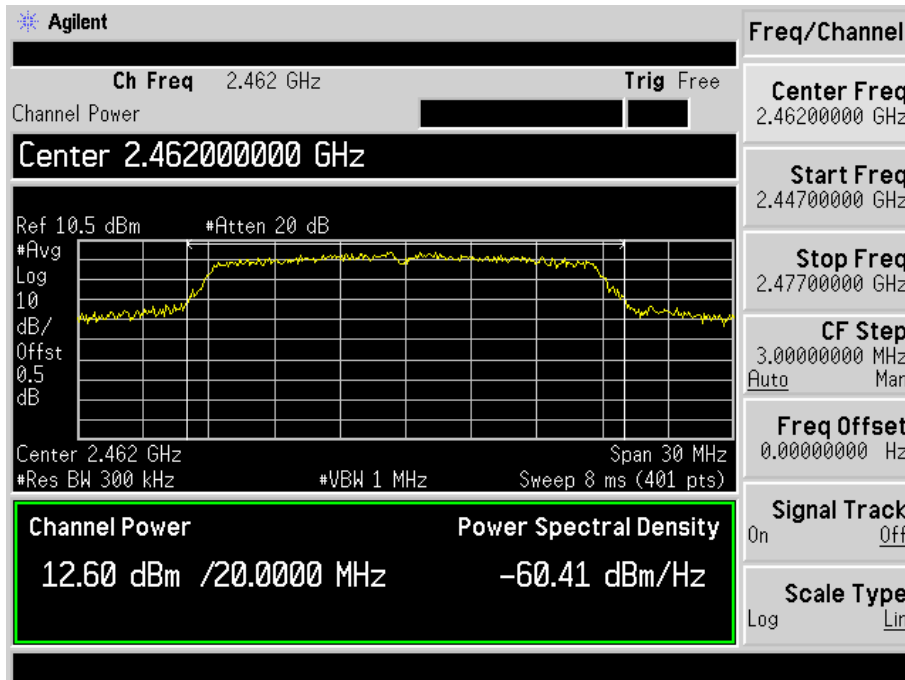 Agilent
Freq/Channel
Ch Freq 2.462 GHz Trig Free
Channel Power
Center 2.462000000 GHz
Ref 10.5 dBm #Atten 20 dB
#Avg
Log
10
dB/
Offst
0.5
dB
Center 2.462 GHz Span 30 MHz
#Res BW 300 kHz #VBW 1 MHz Sweep 8 ms (401 pts)
Channel Power Power Spectral Density
12.60 dBm /20.0000 MHz -60.41 dBm/Hz
Center Freq
2.46200000 GHz
Start Freq
2.44700000 GHz
Stop Freq
2.47700000 GHz
CF Step
3.00000000 MHz
Auto Man
Freq Offset
0.00000000 Hz
Signal Track
On Off
Scale Type
Log Lin